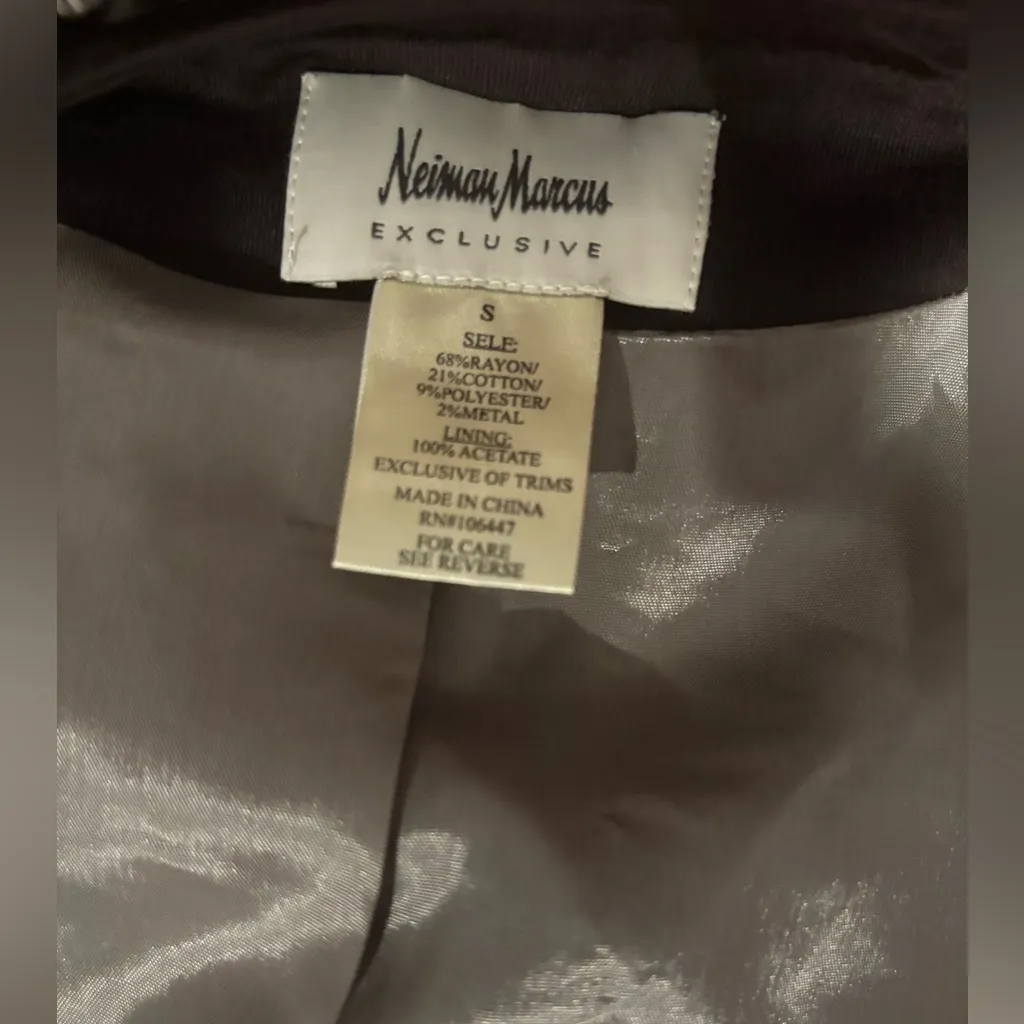 Neiman Marcus
EXCLUSIVE
S
SELE:
68%RAYON/
21%COTTON/
9%POLYESTER/
2%METAL
LINING:
100% ACETATE
EXCLUSIVE OF TRIMS
MADE IN CHINA
RN#106447
FOR CARE
SEE REVERSE